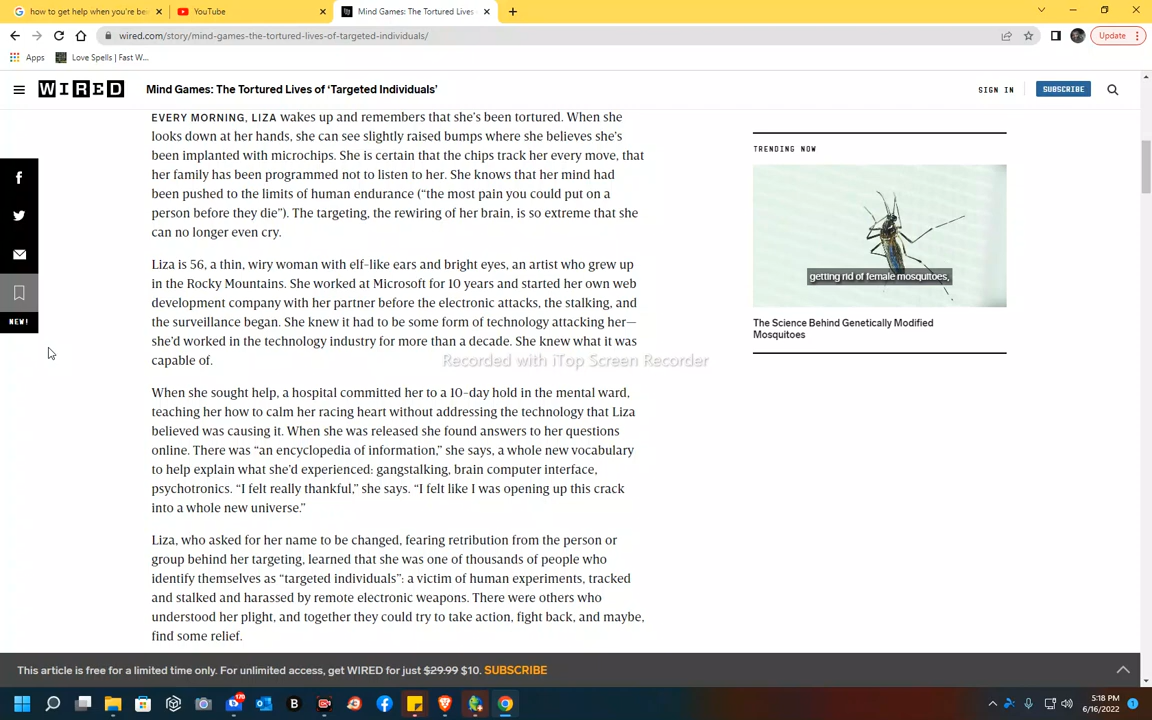 how to get help when you're be
YouTube
Mind Games: The Tortured Lives
wired.com/story/mind-games-the-tortured-lives-of-targeted-individuals/
Update
Apps
Love Spells | Fast W...
WIRED
Mind Games: The Tortured Lives of ‘Targeted Individuals’
SIGN IN
SUBSCRIBE
EVERY MORNING, LIZA wakes up and remembers that she’s been tortured. When she
looks down at her hands, she can see slightly raised bumps where she believes she’s
been implanted with microchips. She is certain that the chips track her every move, that
her family has been programmed not to listen to her. She knows that her mind had
been pushed to the limits of human endurance (“the most pain you could put on a
person before they die”). The targeting, the rewiring of her brain, is so extreme that she
can no longer even cry.
Liza is 56, a thin, wiry woman with elf-like ears and bright eyes, an artist who grew up
in the Rocky Mountains. She worked at Microsoft for 10 years and started her own web
development company with her partner before the electronic attacks, the stalking, and
the surveillance began. She knew it had to be some form of technology attacking her—
she’d worked in the technology industry for more than a decade. She knew what it was
capable of.
When she sought help, a hospital committed her to a 10-day hold in the mental ward,
teaching her how to calm her racing heart without addressing the technology that Liza
believed was causing it. When she was released she found answers to her questions
online. There was “an encyclopedia of information,” she says, a whole new vocabulary
to help explain what she’d experienced: gangstalking, brain computer interface,
psychotronics. “I felt really thankful,” she says. “I felt like I was opening up this crack
into a whole new universe.”
Liza, who asked for her name to be changed, fearing retribution from the person or
group behind her targeting, learned that she was one of thousands of people who
identify themselves as “targeted individuals”: a victim of human experiments, tracked
and stalked and harassed by remote electronic weapons. There were others who
understood her plight, and together they could try to take action, fight back, and maybe,
find some relief.
NEW!
TRENDING NOW
getting rid of female mosquitoes,
The Science Behind Genetically Modified
Mosquitoes
Recorded with iTop Screen Recorder
This article is free for a limited time only. For unlimited access, get WIRED for just $29.99 $10. SUBSCRIBE
5:18 PM
6/16/2022